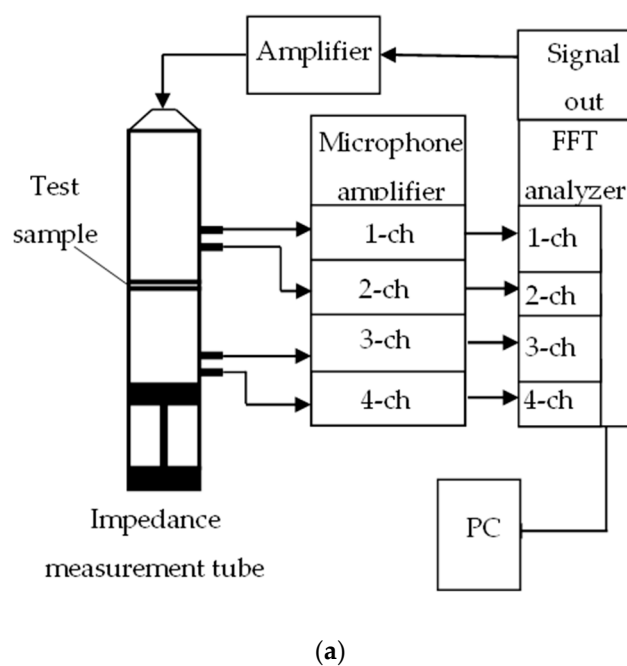 Amplifier
Signal
out
Microphone
amplifier
FFT
analyzer
Test
sample
1-ch
1-ch
2-ch
2-ch
3-ch
3-ch
4-ch
4-ch
Impedance
measurement tube
PC
(a)